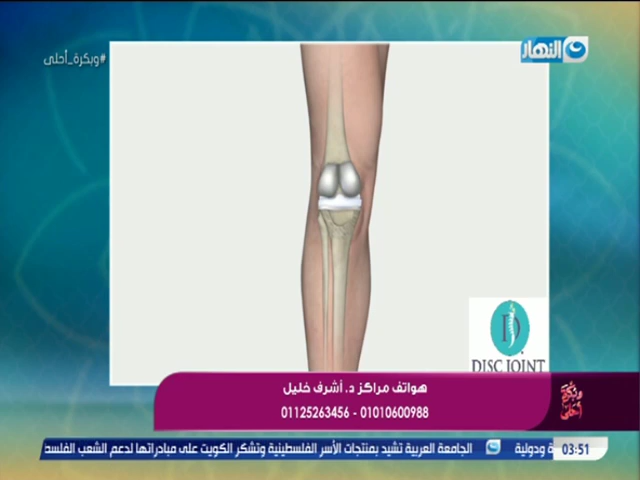 #وبكرة_أحلى
النهار
D
DISC JOINT
هواتف مراكز د. أشرف خليل
01125263456 - 01010600988
وبكرة أحلى
ة ودولية الجامعة العربية تشيد بمنتجات الأسر الفلسطينية وتشكر الكويت على مبادراتها لدعم الشعب الفلسط
03:51